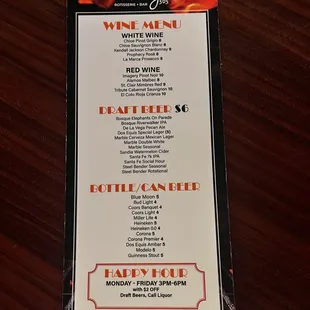 ROTISSERIE • BAR
WINE MENU
WHITE WINE
Chloe Pinot Grigio 8
Chloe Sauvignon Blanc 8
Kendall Jackson Chardonnay 9
Prophecy Rosé 8
La Marca Prosecco 9
RED WINE
Imagery Pinot Noir 10
Alamos Malbec 8
St. Clair Mimbres Red 9
Tribute Cabernet Sauvignon 10
El Coto Rioja Crianza 10
DRAFT BEER $6
Bosque Elephants On Parade
Bosque Riverwalker IPA
De La Vega Pecan Ale
Dos Equis Special Lager ($5)
Marble Cerveza Mexican Lager
Marble Double White
Marble Seasonal
Sandia Watermelon Cider
Santa Fe 7k IPA
Santa Fe Social Hour
Steel Bender Seasonal
Steel Bender Rotational
BOTTLE/CAN BEER
Blue Moon 5
Bud Light 4
Coors Banquet 4
Coors Light 4
Miller Lite 4
Heineken 5
Heineken 0.0 4
Corona 5
Corona Premier 4
Dos Equis Ambar 5
Modelo 5
Guinness Stout 5
HAPPY HOUR
MONDAY - FRIDAY 3PM-6PM
with $2 OFF
Draft Beers, Call Liquor